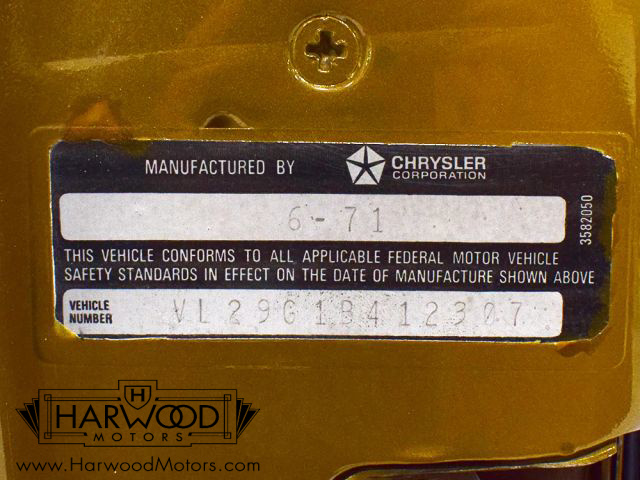 MANUFACTURED BY CHRYSLER CORPORATION
6-71
3582050
THIS VEHICLE CONFORMS TO ALL APPLICABLE FEDERAL MOTOR VEHICLE
SAFETY STANDARDS IN EFFECT ON THE DATE OF MANUFACTURE SHOWN ABOVE
VEHICLE NUMBER VL29G1B412307
H
HARWOOD
MOTORS
www.HarwoodMotors.com